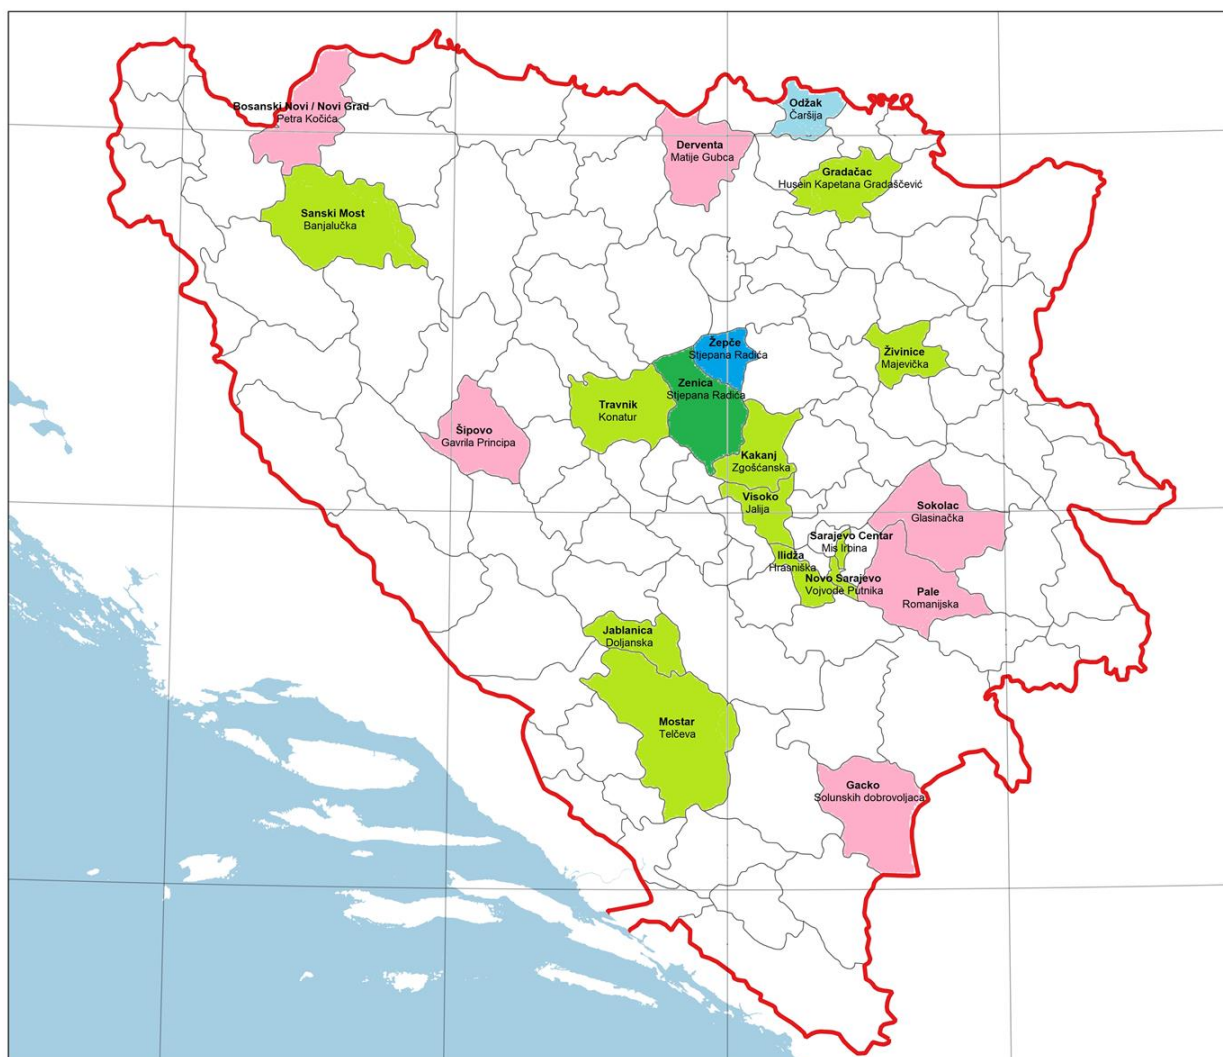 Bosanski Novi / Novi Grad
Petra Kočića
Odžak
Čaršija
Derventa
Matije Gubca
Gradačac
Husein Kapetana Gradaščević
Sanski Most
Banjalučka
Žepče
Stjepana Radića
Živinice
Majevička
Zenica
Stjepana Radića
Travnik
Konatur
Šipovo
Gavrila Principa
Kakanj
Zgošćanska
Visoko
Jalija
Sokolac
Glasinačka
Sarajevo Centar
Mis Irbina
Ilidža
Hrasniška
Novo Sarajevo
Vojvode Putnika
Pale
Romanijska
Jablanica
Doljanska
Mostar
Telčeva
Gacko
Solunskih dobrovoljaca